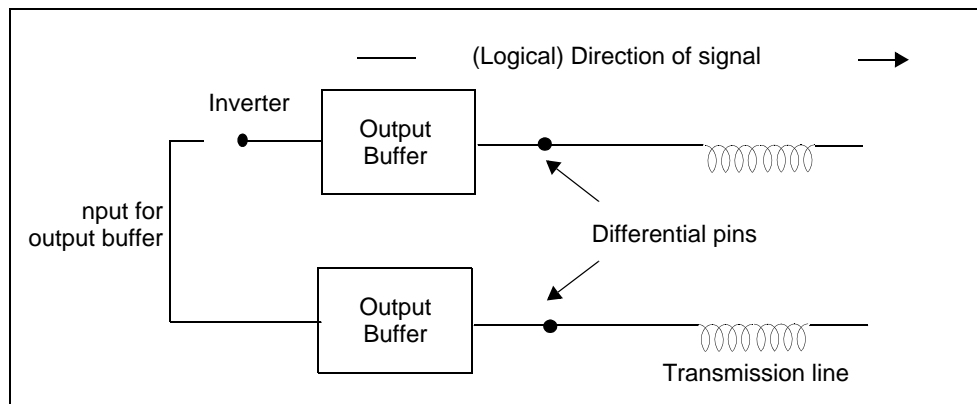 (Logical) Direction of signal
Inverter
Output
Buffer
nput for
output buffer
Differential pins
Output
Buffer
Transmission line